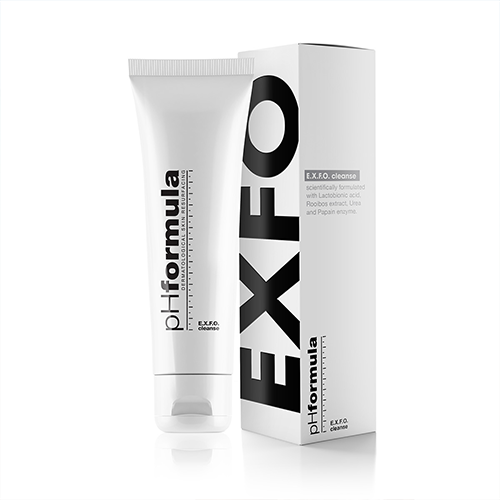 pHformula
DERMATOLOGICAL SKIN RESURFACING
E.X.F.O.
cleanse
EXFO
E.X.F.O. cleanse
scientifically formulated
with Lactobionic acid,
Rooibos extract, Urea
and Papain enzyme.
pHformula
E.X.F.O.
cleanse